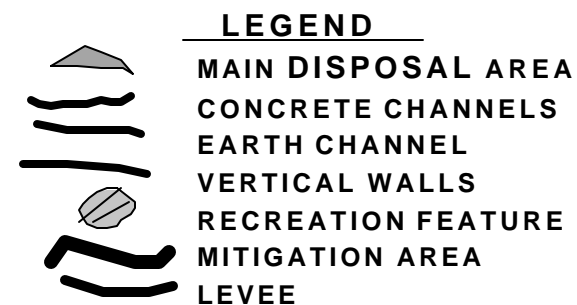 LEGEND
MAIN DISPOSAL AREA
CONCRETE CHANNELS
EARTH CHANNEL
VERTICAL WALLS
RECREATION FEATURE
MITIGATION AREA
LEVEE